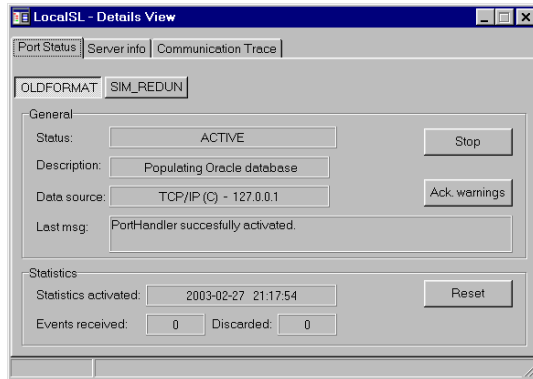 LocalSL - Details View
Port Status Server info Communication Trace
OLDFORMAT SIM_REDUN
General
Status: ACTIVE Stop
Description: Populating Oracle database
Data source: TCP/IP (C) - 127.0.0.1 Ack. warnings
Last msg: PortHandler succesfully activated.
Statistics
Statistics activated: 2003-02-27 21:17:54 Reset
Events received: 0 Discarded: 0